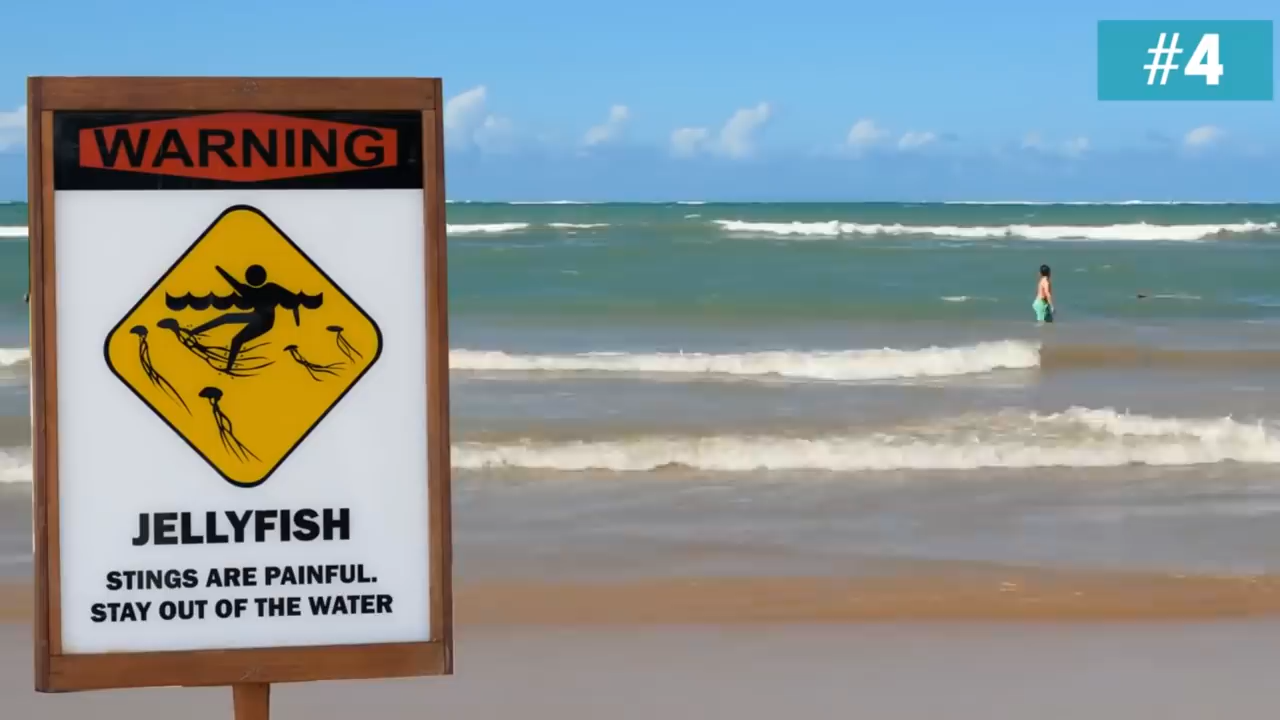 #4
WARNING
JELLYFISH
STINGS ARE PAINFUL.
STAY OUT OF THE WATER